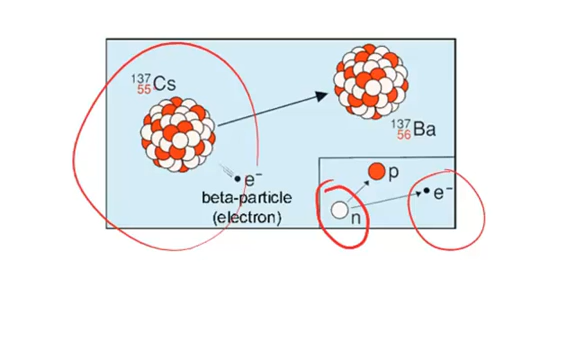 137
55Cs
137
56Ba
e⁻
beta-particle
(electron)
p
e⁻
n